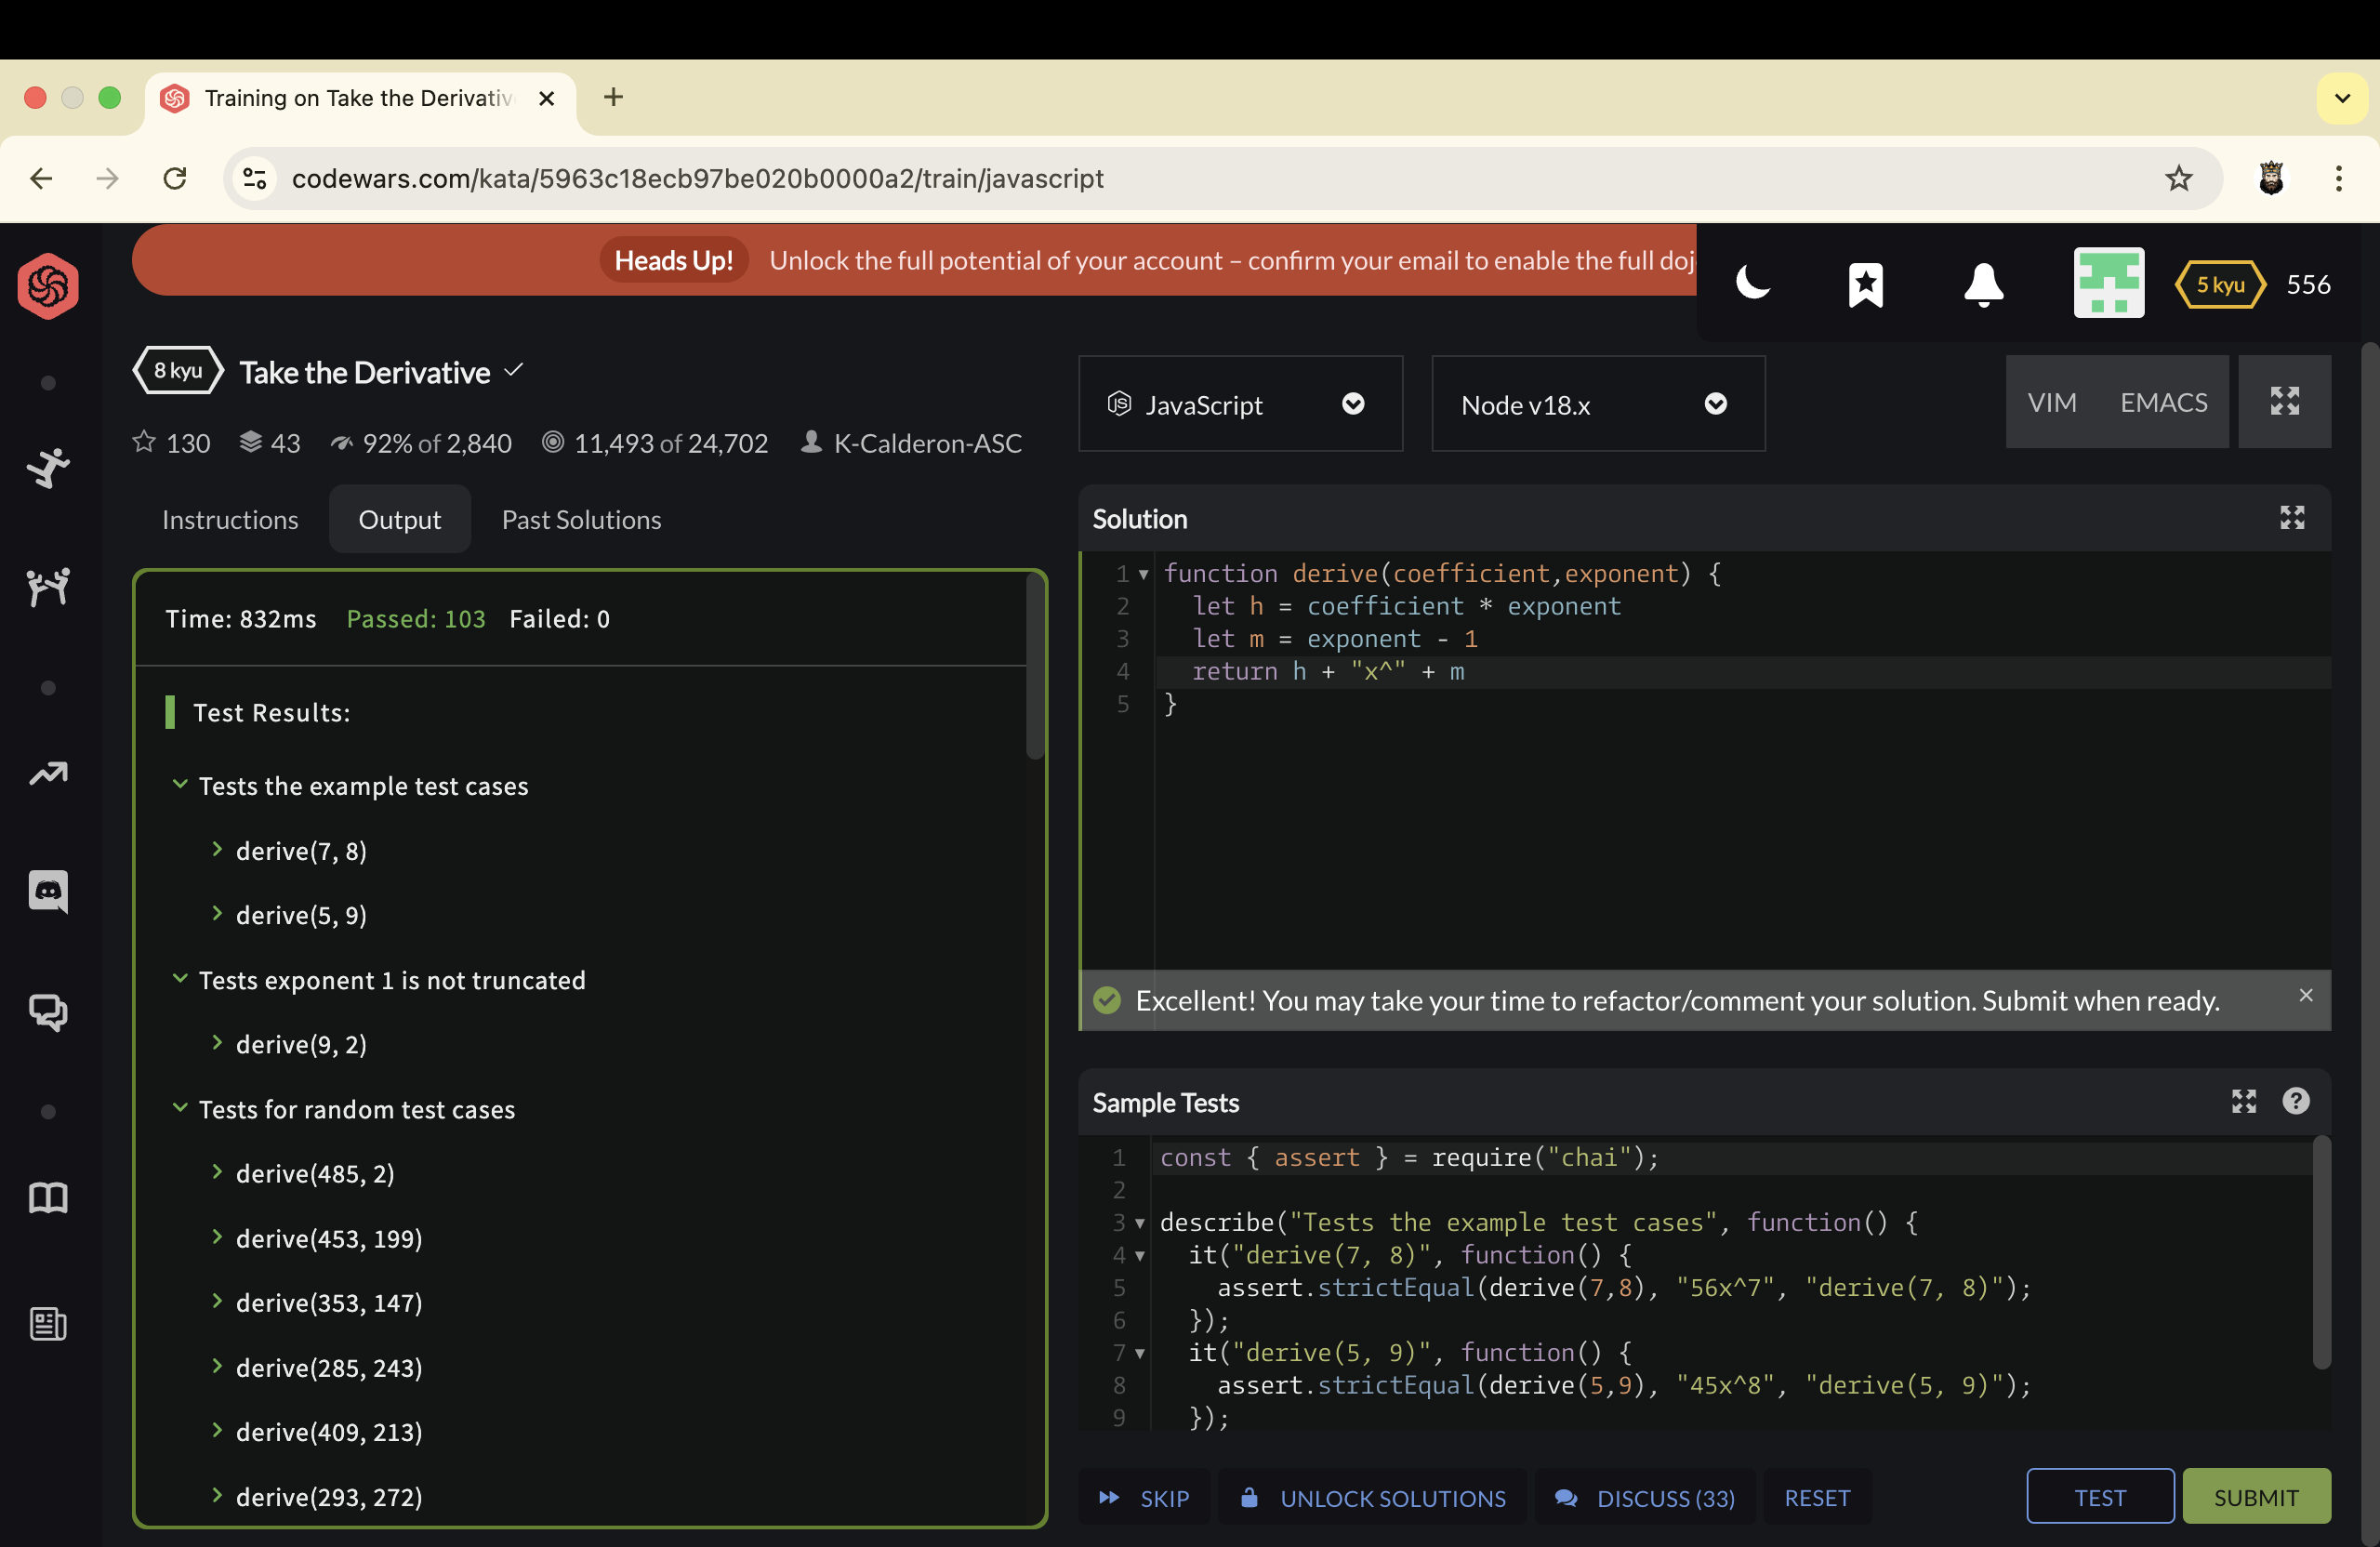 Training on Take the Derivativ
codewars.com/kata/5963c18ecb97be020b0000a2/train/javascript
Heads Up! Unlock the full potential of your account – confirm your email to enable the full doj
5 kyu 556
8 kyu Take the Derivative
130 43 92% of 2,840 11,493 of 24,702 K-Calderon-ASC
JavaScript
Node v18.x
VIM EMACS
Instructions Output Past Solutions
Time: 832ms Passed: 103 Failed: 0
Test Results:
Tests the example test cases
derive(7, 8)
derive(5, 9)
Tests exponent 1 is not truncated
derive(9, 2)
Tests for random test cases
derive(485, 2)
derive(453, 199)
derive(353, 147)
derive(285, 243)
derive(409, 213)
derive(293, 272)
Solution
1 function derive(coefficient,exponent) {
2 let h = coefficient * exponent
3 let m = exponent - 1
4 return h + "x^" + m
5 }
Excellent! You may take your time to refactor/comment your solution. Submit when ready.
Sample Tests
1 const { assert } = require("chai");
2
3 describe("Tests the example test cases", function() {
4 it("derive(7, 8)", function() {
5 assert.strictEqual(derive(7,8), "56x^7", "derive(7, 8)");
6 });
7 it("derive(5, 9)", function() {
8 assert.strictEqual(derive(5,9), "45x^8", "derive(5, 9)");
9 });
SKIP UNLOCK SOLUTIONS DISCUSS (33) RESET TEST SUBMIT